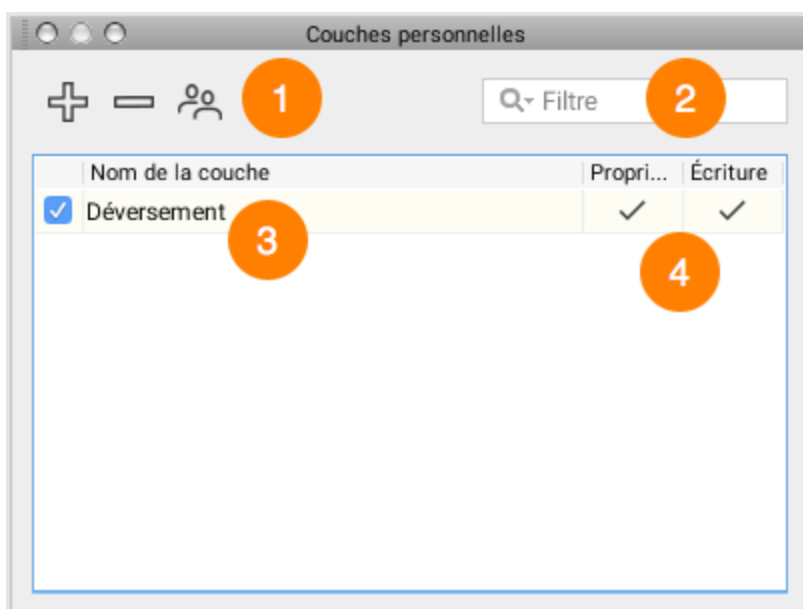 Couches personnelles
1
Filtre
2
Nom de la couche Propri... Écriture
Déversement
3
4